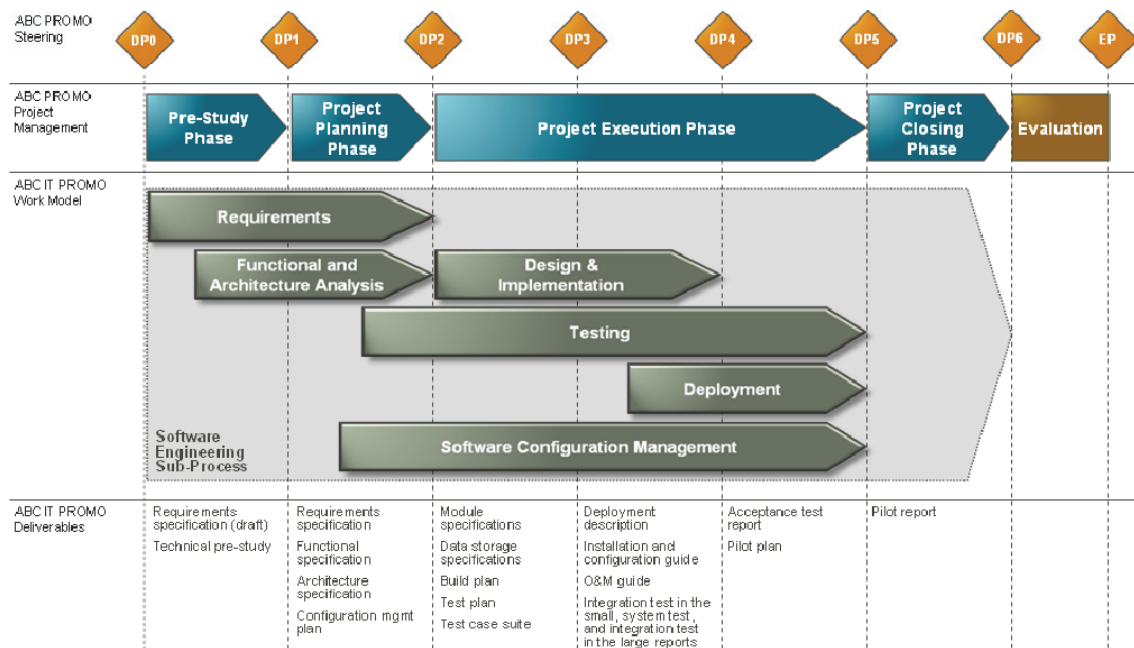 ABC PROMO
Steering
DP0
DP1
DP2
DP3
DP4
DP5
DP6
EP
ABC PROMO
Project
Management
Pre-Study
Phase
Project
Planning
Phase
Project Execution Phase
Project
Closing
Phase
Evaluation
ABC IT PROMO
Work Model
Requirements
Functional and
Architecture Analysis
Design &
Implementation
Testing
Deployment
Software Configuration Management
Software
Engineering
Sub-Process
ABC IT PROMO
Deliverables
Requirements
specification (draft)
Technical pre-study
Requirements
specification
Functional
specification
Architecture
specification
Configuration mgmt
plan
Module
specifications
Data storage
specifications
Build plan
Test plan
Test case suite
Deployment
description
Installation and
configuration guide
O&M guide
Integration test in the
small, system test,
and integration test
in the large reports
Acceptance test
report
Pilot plan
Pilot report